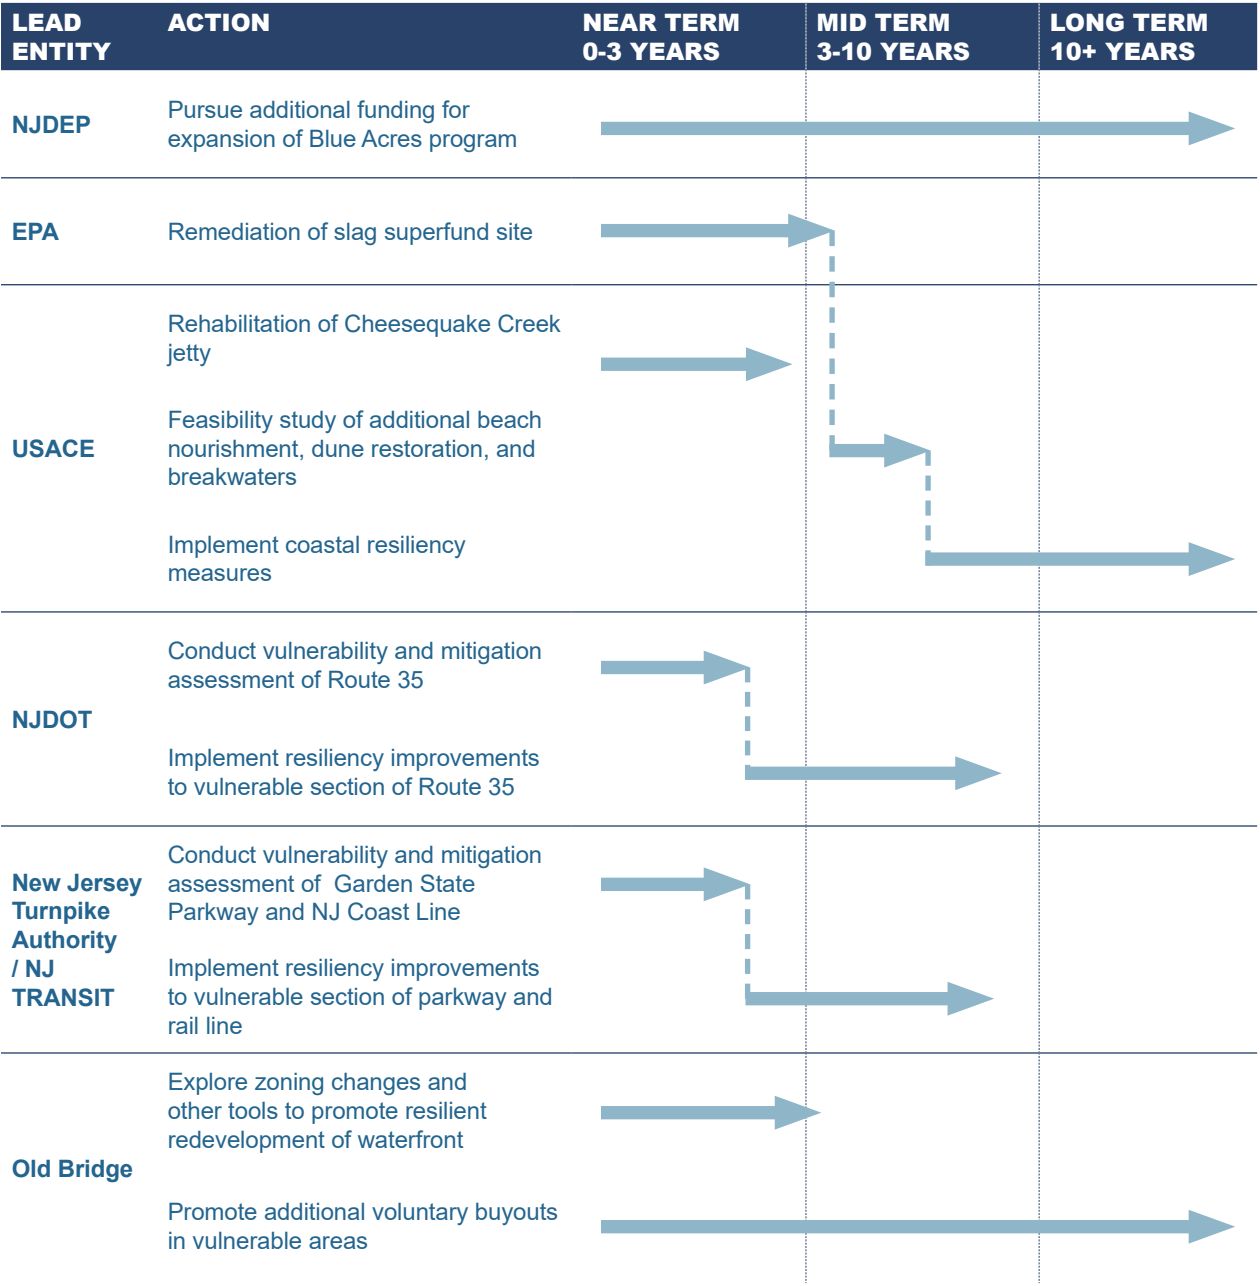 LEAD ENTITY
ACTION
NEAR TERM
0-3 YEARS
MID TERM
3-10 YEARS
LONG TERM
10+ YEARS
NJDEP
Pursue additional funding for
expansion of Blue Acres program
EPA
Remediation of slag superfund site
USACE
Rehabilitation of Cheesequake Creek
jetty
Feasibility study of additional beach
nourishment, dune restoration, and
breakwaters
Implement coastal resiliency
measures
NJDOT
Conduct vulnerability and mitigation
assessment of Route 35
Implement resiliency improvements
to vulnerable section of Route 35
New Jersey
Turnpike
Authority
/ NJ
TRANSIT
Conduct vulnerability and mitigation
assessment of  Garden State
Parkway and NJ Coast Line
Implement resiliency improvements
to vulnerable section of parkway and
rail line
Old Bridge
Explore zoning changes and
other tools to promote resilient
redevelopment of waterfront
Promote additional voluntary buyouts
in vulnerable areas